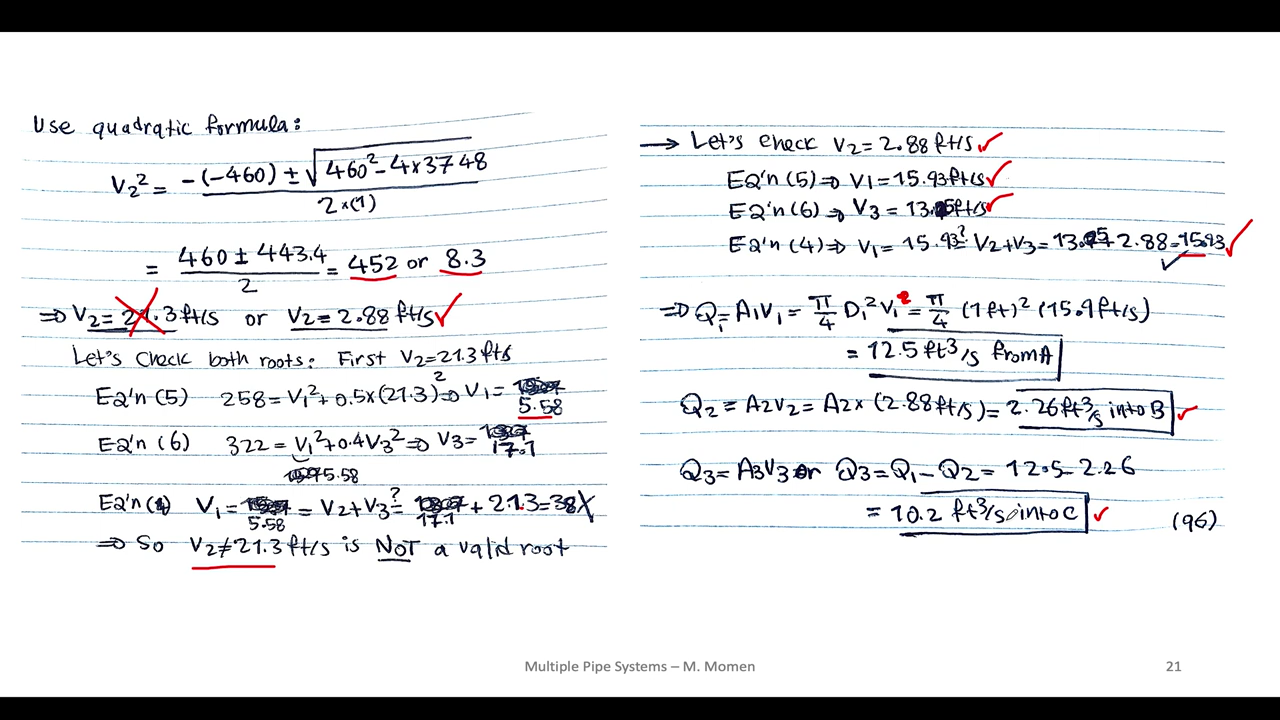 Use quadratic formula:
V₂² = (-(-460) ± √(460² - 4×3748)) / (2×(1))
= (460 ± 443.4) / 2 = 452 or 8.3
⇒ V₂ = 21.3 ft/s or V₂ = 2.88 ft/s ✓
Let's check both roots: First V₂=21.3 ft/s
EQ'n (5) 258 = V₁² + 0.5×(21.3)² ⇒ V₁ = 5.58
EQ'n (6) 322 = V₁² + 0.4V₃² ⇒ V₃ = 17.1
5.58
EQ'n (4) V₁ = 5.58 = V₂+V₃ ?= 17.1 + 21.3 = 38 X
⇒ So V₂≠21.3 ft/s is NOT a valid root
→ Let's check V₂ = 2.88 ft/s ✓
EQ'n (5) ⇒ V₁ = 15.93 ft/s ✓
EQ'n (6) ⇒ V₃ = 13.05 ft/s ✓
EQ'n (4) ⇒ V₁ = 15.93 ?= V₂+V₃ = 13.05 + 2.88 = 15.93 ✓
⇒ Q₁ = A₁V₁ = π/4 D₁² V₁ = π/4 (1ft)² (15.9 ft/s)
= 12.5 ft³/s from A
Q₂ = A₂V₂ = A₂× (2.88 ft/s) = 2.26 ft³/s into B ✓
Q₃ = A₃V₃ or Q₃ = Q₁ - Q₂ = 12.5 - 2.26
= 10.2 ft³/s into C ✓
(96)
Multiple Pipe Systems – M. Momen
21